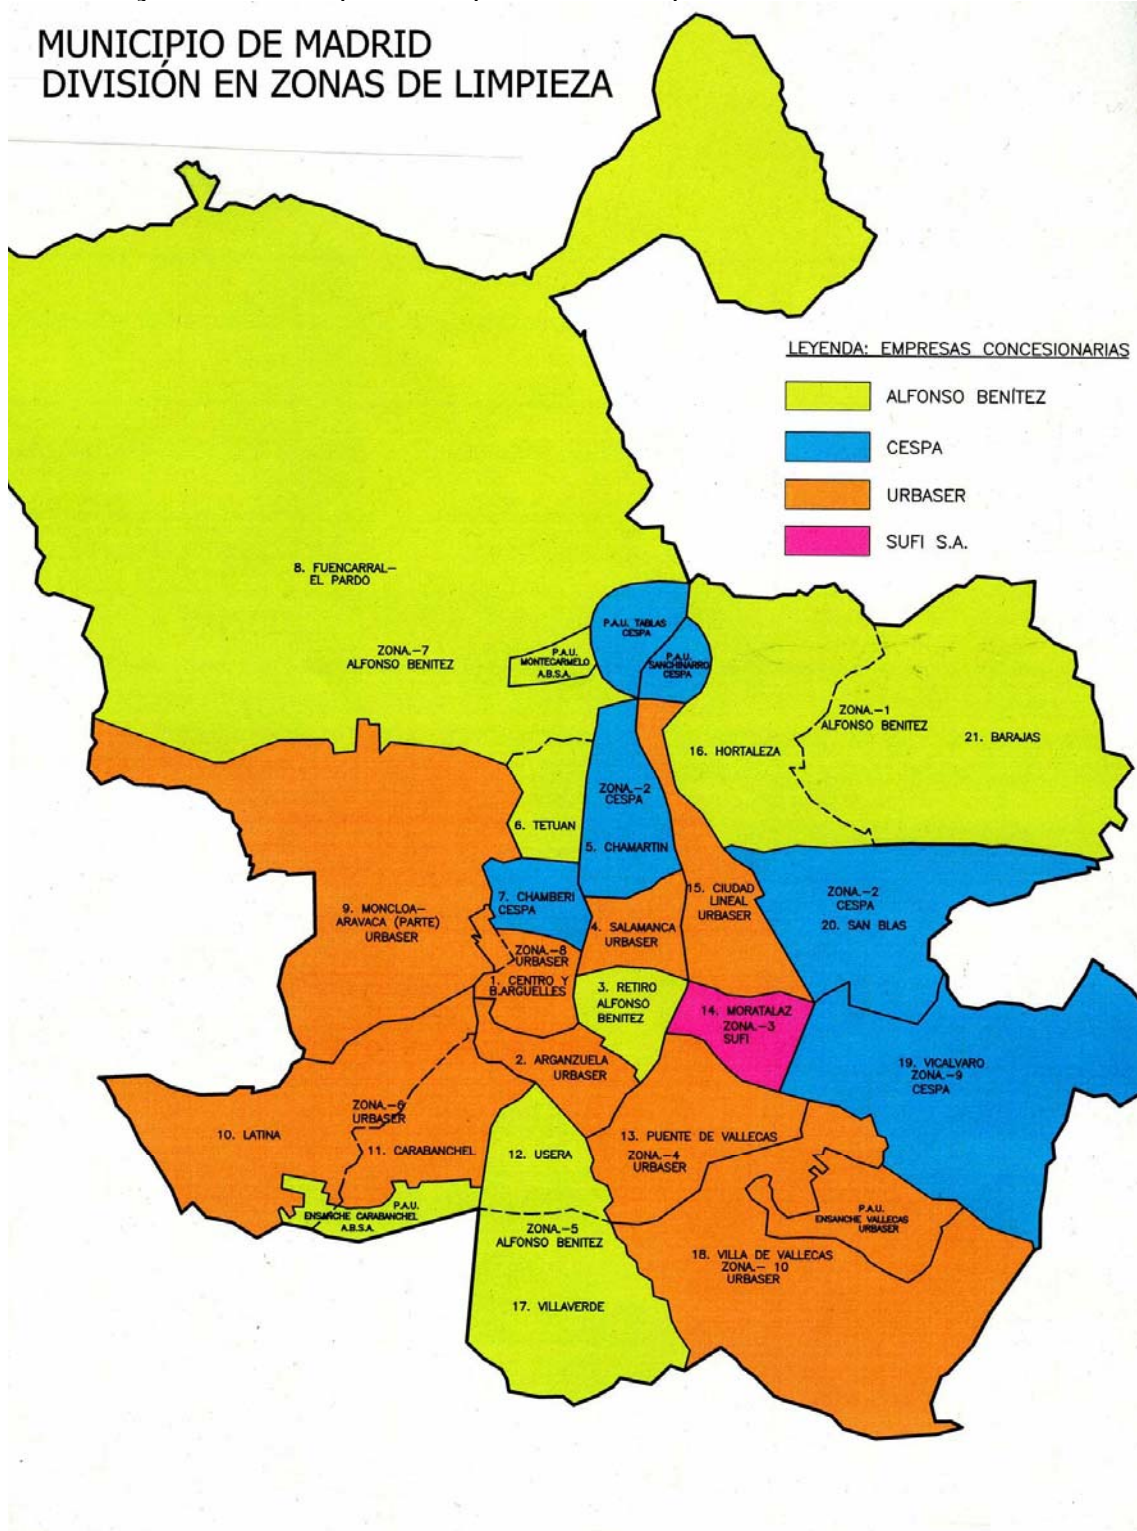 MUNICIPIO DE MADRID
DIVISIÓN EN ZONAS DE LIMPIEZA
LEYENDA: EMPRESAS CONCESIONARIAS
ALFONSO BENÍTEZ
CESPA
URBASER
SUFI S.A.
8. FUENCARRAL—
EL PARDO
ZONA.—7
ALFONSO BENITEZ
P.A.U. TABLAS
CESPA
P.A.U.
MONTECARMELO
A.B.S.A.
P.A.U.
SANCHINARRO
CESPA
ZONA.—1
ALFONSO BENITEZ
16. HORTALEZA
21. BARAJAS
ZONA.—2
CESPA
5. CHAMARTIN
6. TETUAN
7. CHAMBERI
CESPA
15. CIUDAD
LINEAL
URBASER
ZONA.—2
CESPA
20. SAN BLAS
9. MONCLOA—
ARAVACA (PARTE)
URBASER
4. SALAMANCA
URBASER
ZONA.—8
URBASER
1. CENTRO Y
B.ARGUELLES
3. RETIRO
ALFONSO
BENITEZ
14. MORATALAZ
ZONA.—3
SUFI
2. ARGANZUELA
URBASER
19. VICALVARO
ZONA.—9
CESPA
ZONA.—6
URBASER
10. LATINA
11. CARABANCHEL
12. USERA
13. PUENTE DE VALLECAS
ZONA.—4
URBASER
P.A.U.
ENSANCHE CARABANCHEL
A.B.S.A.
P.A.U.
ENSANCHE VALLECAS
URBASER
ZONA.—5
ALFONSO BENITEZ
18. VILLA DE VALLECAS
ZONA.— 10
URBASER
17. VILLAVERDE